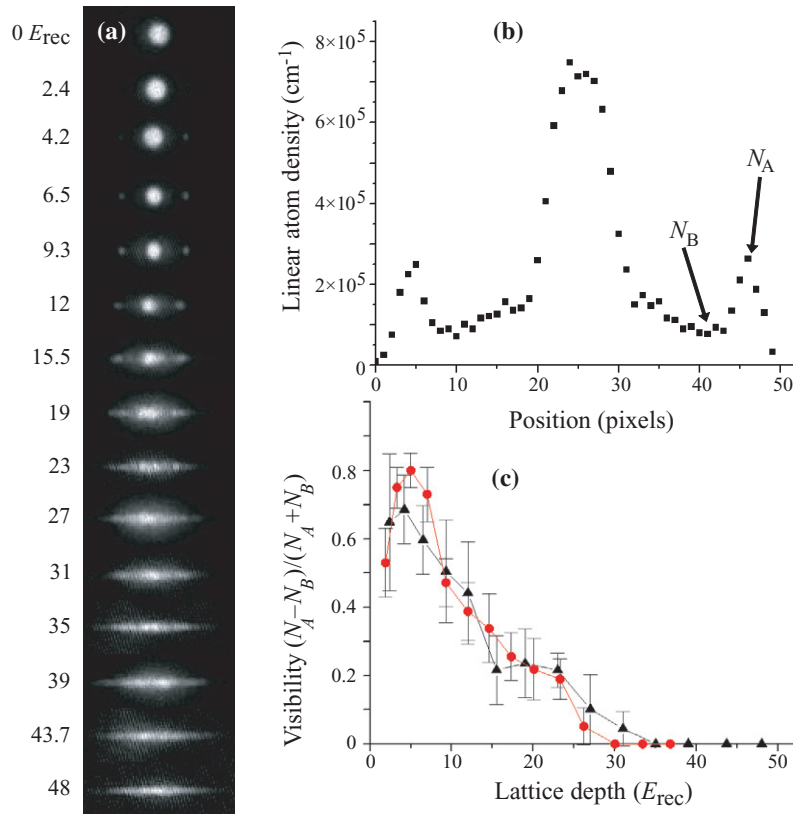 (a)
0 E_rec
2.4
4.2
6.5
9.3
12
15.5
19
23
27
31
35
39
43.7
48
(b)
Linear atom density (cm⁻¹)
8×10⁵
6×10⁵
4×10⁵
2×10⁵
0
N_A
N_B
0 10 20 30 40 50
Position (pixels)
(c)
Visibility (N_A−N_B)/(N_A+N_B)
0.8
0.6
0.4
0.2
0
0 10 20 30 40 50
Lattice depth (E_rec)